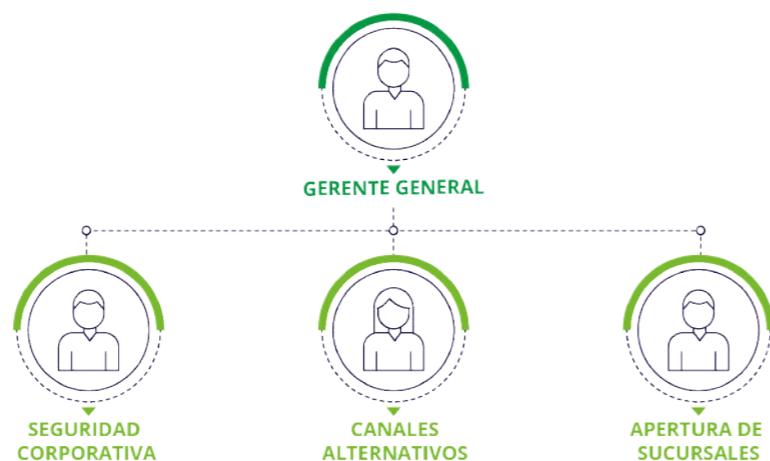 GERENTE GENERAL
SEGURIDAD
CORPORATIVA
CANALES
ALTERNATIVOS
APERTURA DE
SUCURSALES